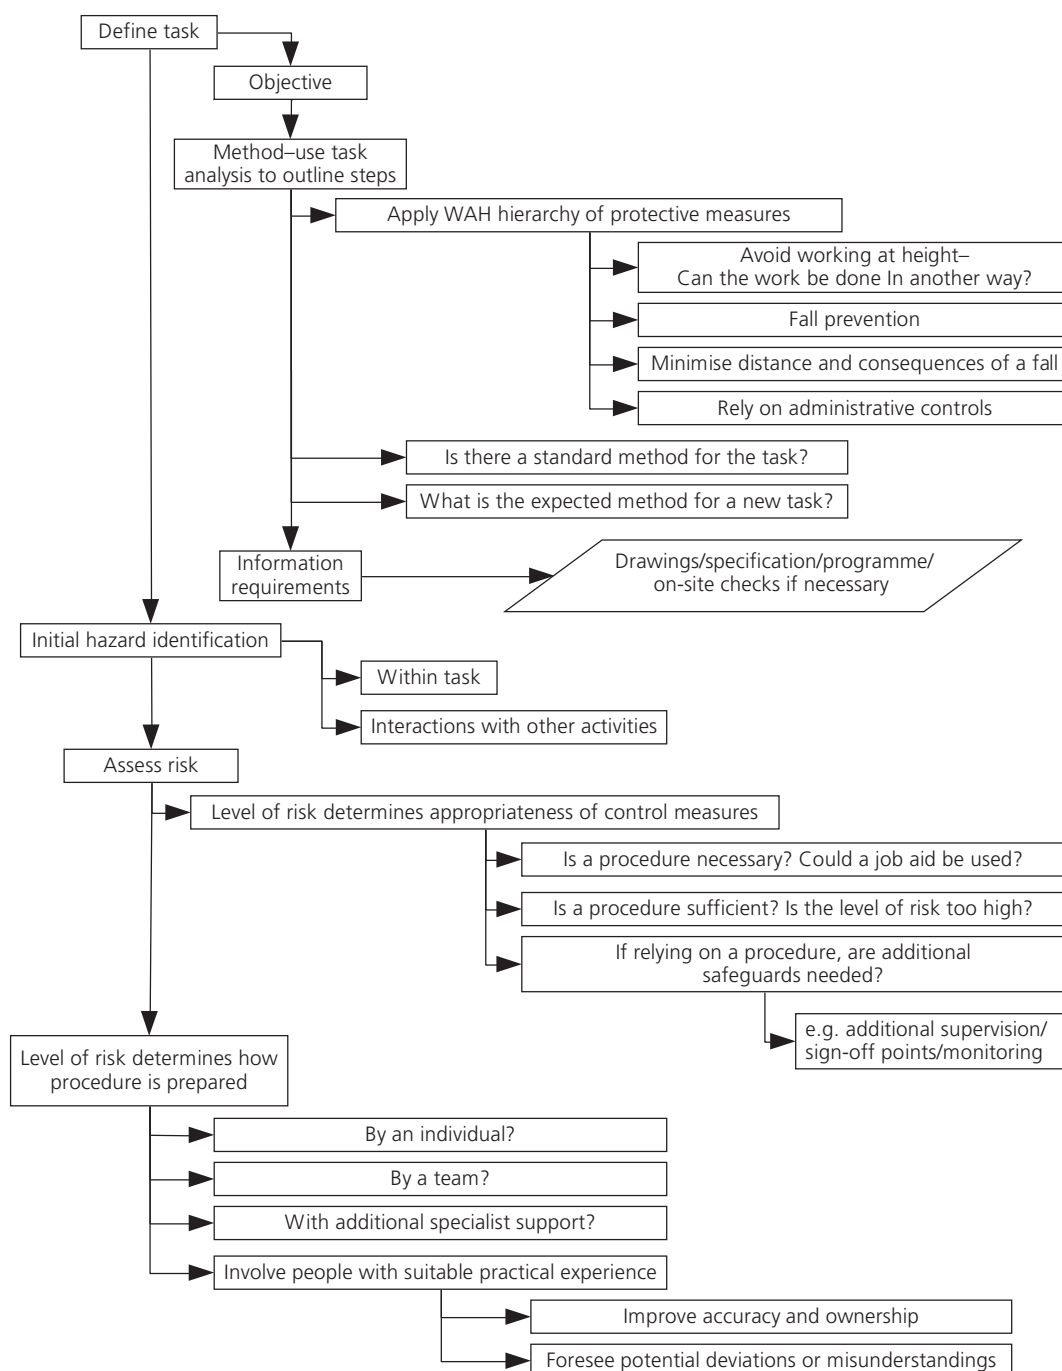 Define task
Objective
Method–use task
analysis to outline steps
Apply WAH hierarchy of protective measures
Avoid working at height–
Can the work be done In another way?
Fall prevention
Minimise distance and consequences of a fall
Rely on administrative controls
Is there a standard method for the task?
What is the expected method for a new task?
Information
requirements
Drawings/specification/programme/
on-site checks if necessary
Initial hazard identification
Within task
Interactions with other activities
Assess risk
Level of risk determines appropriateness of control measures
Is a procedure necessary? Could a job aid be used?
Is a procedure sufficient? Is the level of risk too high?
If relying on a procedure, are additional
safeguards needed?
e.g. additional supervision/
sign-off points/monitoring
Level of risk determines how
procedure is prepared
By an individual?
By a team?
With additional specialist support?
Involve people with suitable practical experience
Improve accuracy and ownership
Foresee potential deviations or misunderstandings